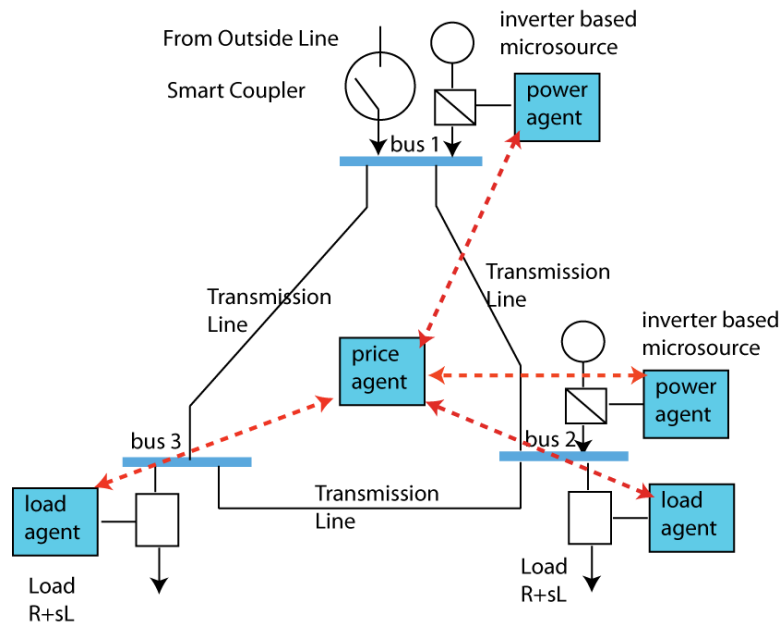 From Outside Line
Smart Coupler
inverter based
microsource
power
agent
bus 1
Transmission
Line
Transmission
Line
price
agent
inverter based
microsource
power
agent
bus 3
bus 2
load
agent
Transmission
Line
load
agent
Load
R+sL
Load
R+sL